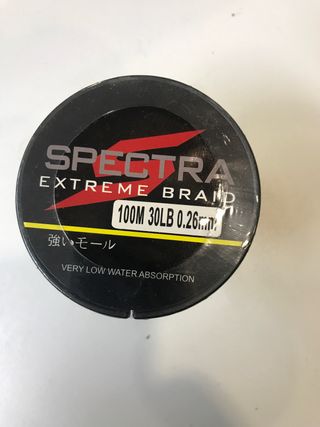 SPECTRA
EXTREME BRAID
100M 30LB 0.26mm
強いモール
VERY LOW WATER ABSORPTION